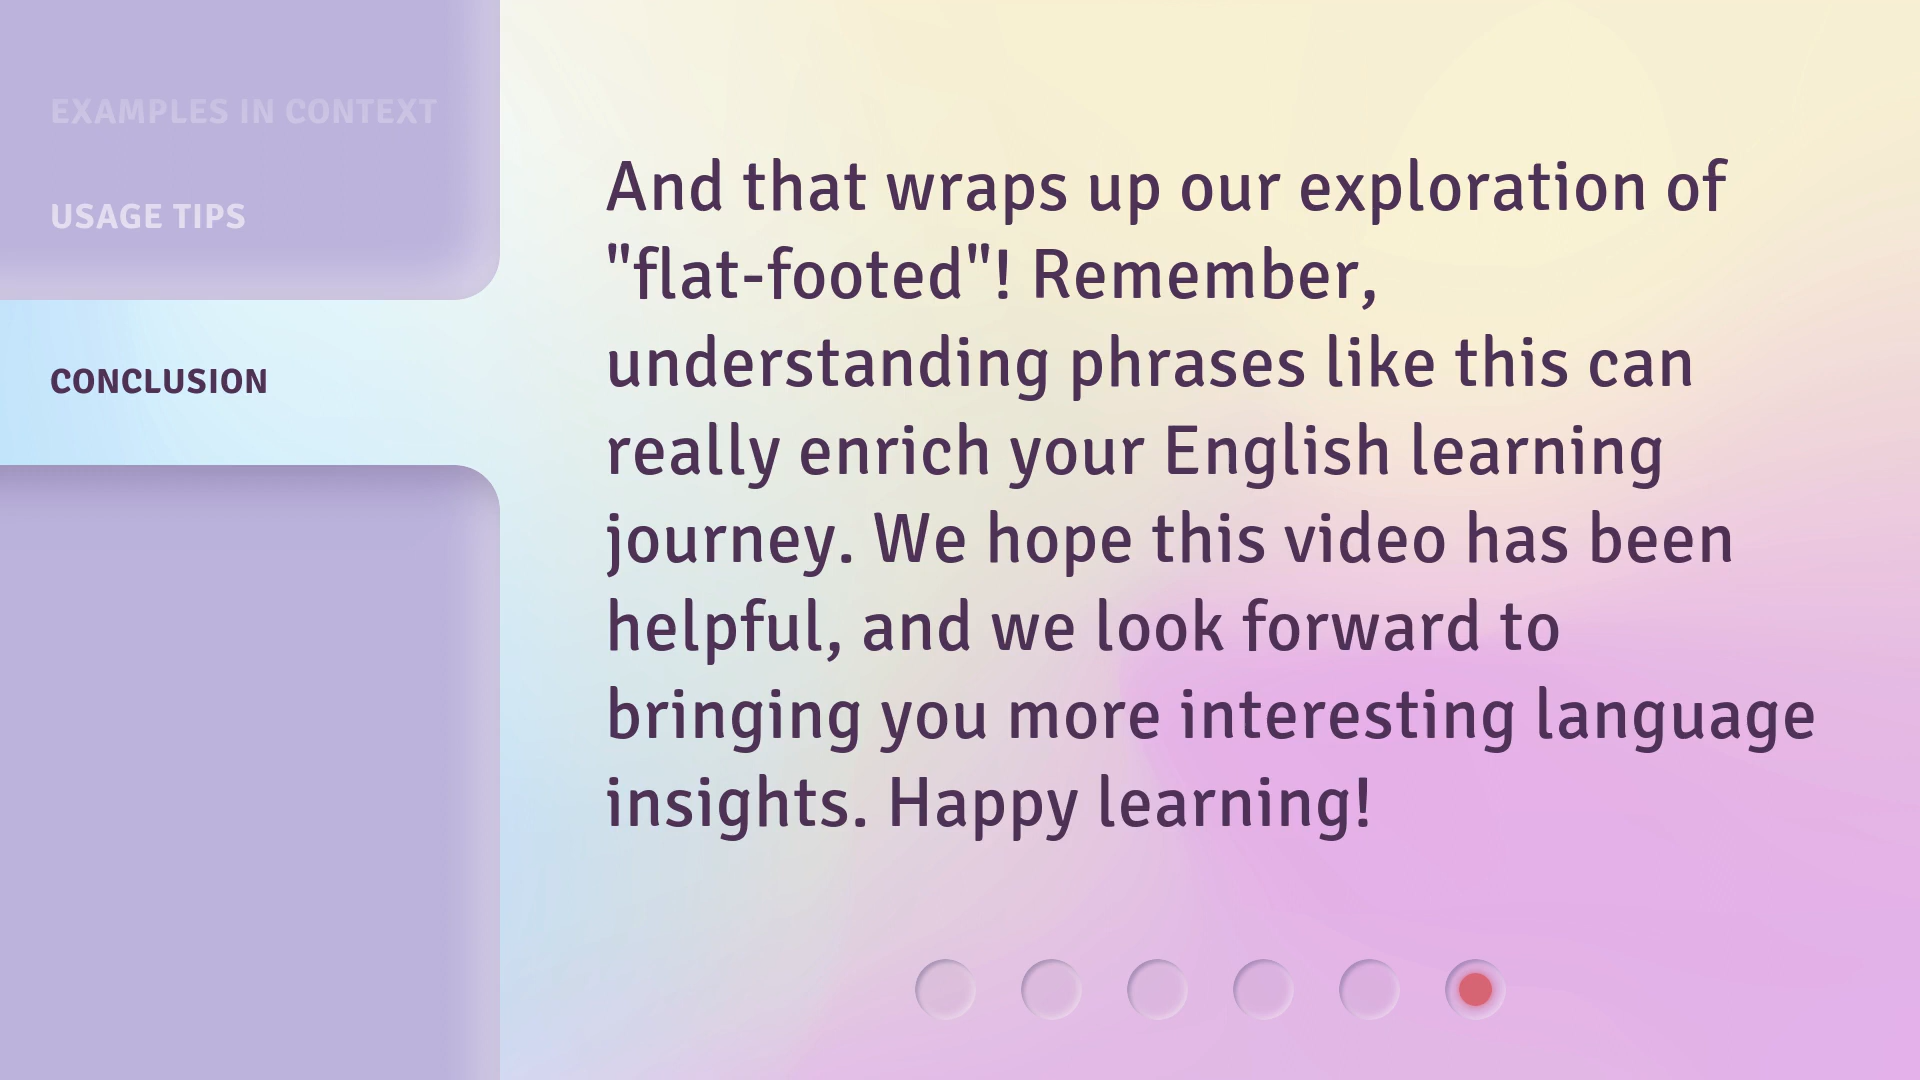 EXAMPLES IN CONTEXT
USAGE TIPS
CONCLUSION
And that wraps up our exploration of
"flat-footed"! Remember,
understanding phrases like this can
really enrich your English learning
journey. We hope this video has been
helpful, and we look forward to
bringing you more interesting language
insights. Happy learning!